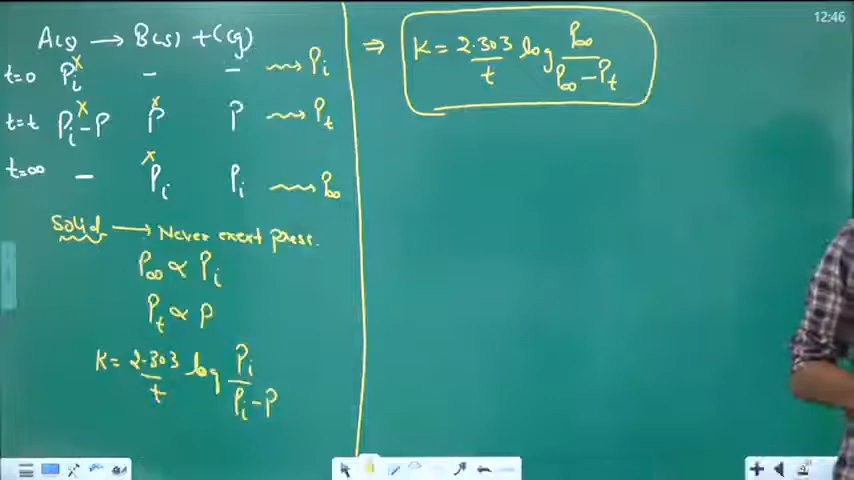 A(s) → B(s) + C(g)
t=0 Pᵢ × - - ⟿ Pᵢ
t=t Pᵢ-P × P × P ⟿ Pₜ
t=∞ - Pᵢ × Pᵢ ⟿ P∞
Solid → Never exert press.
P∞ ∝ Pᵢ
Pₜ ∝ P
K = 2.303/t log Pᵢ/(Pᵢ-P)
⇒ K = 2.303/t log P∞/(P∞-Pₜ)
12:46